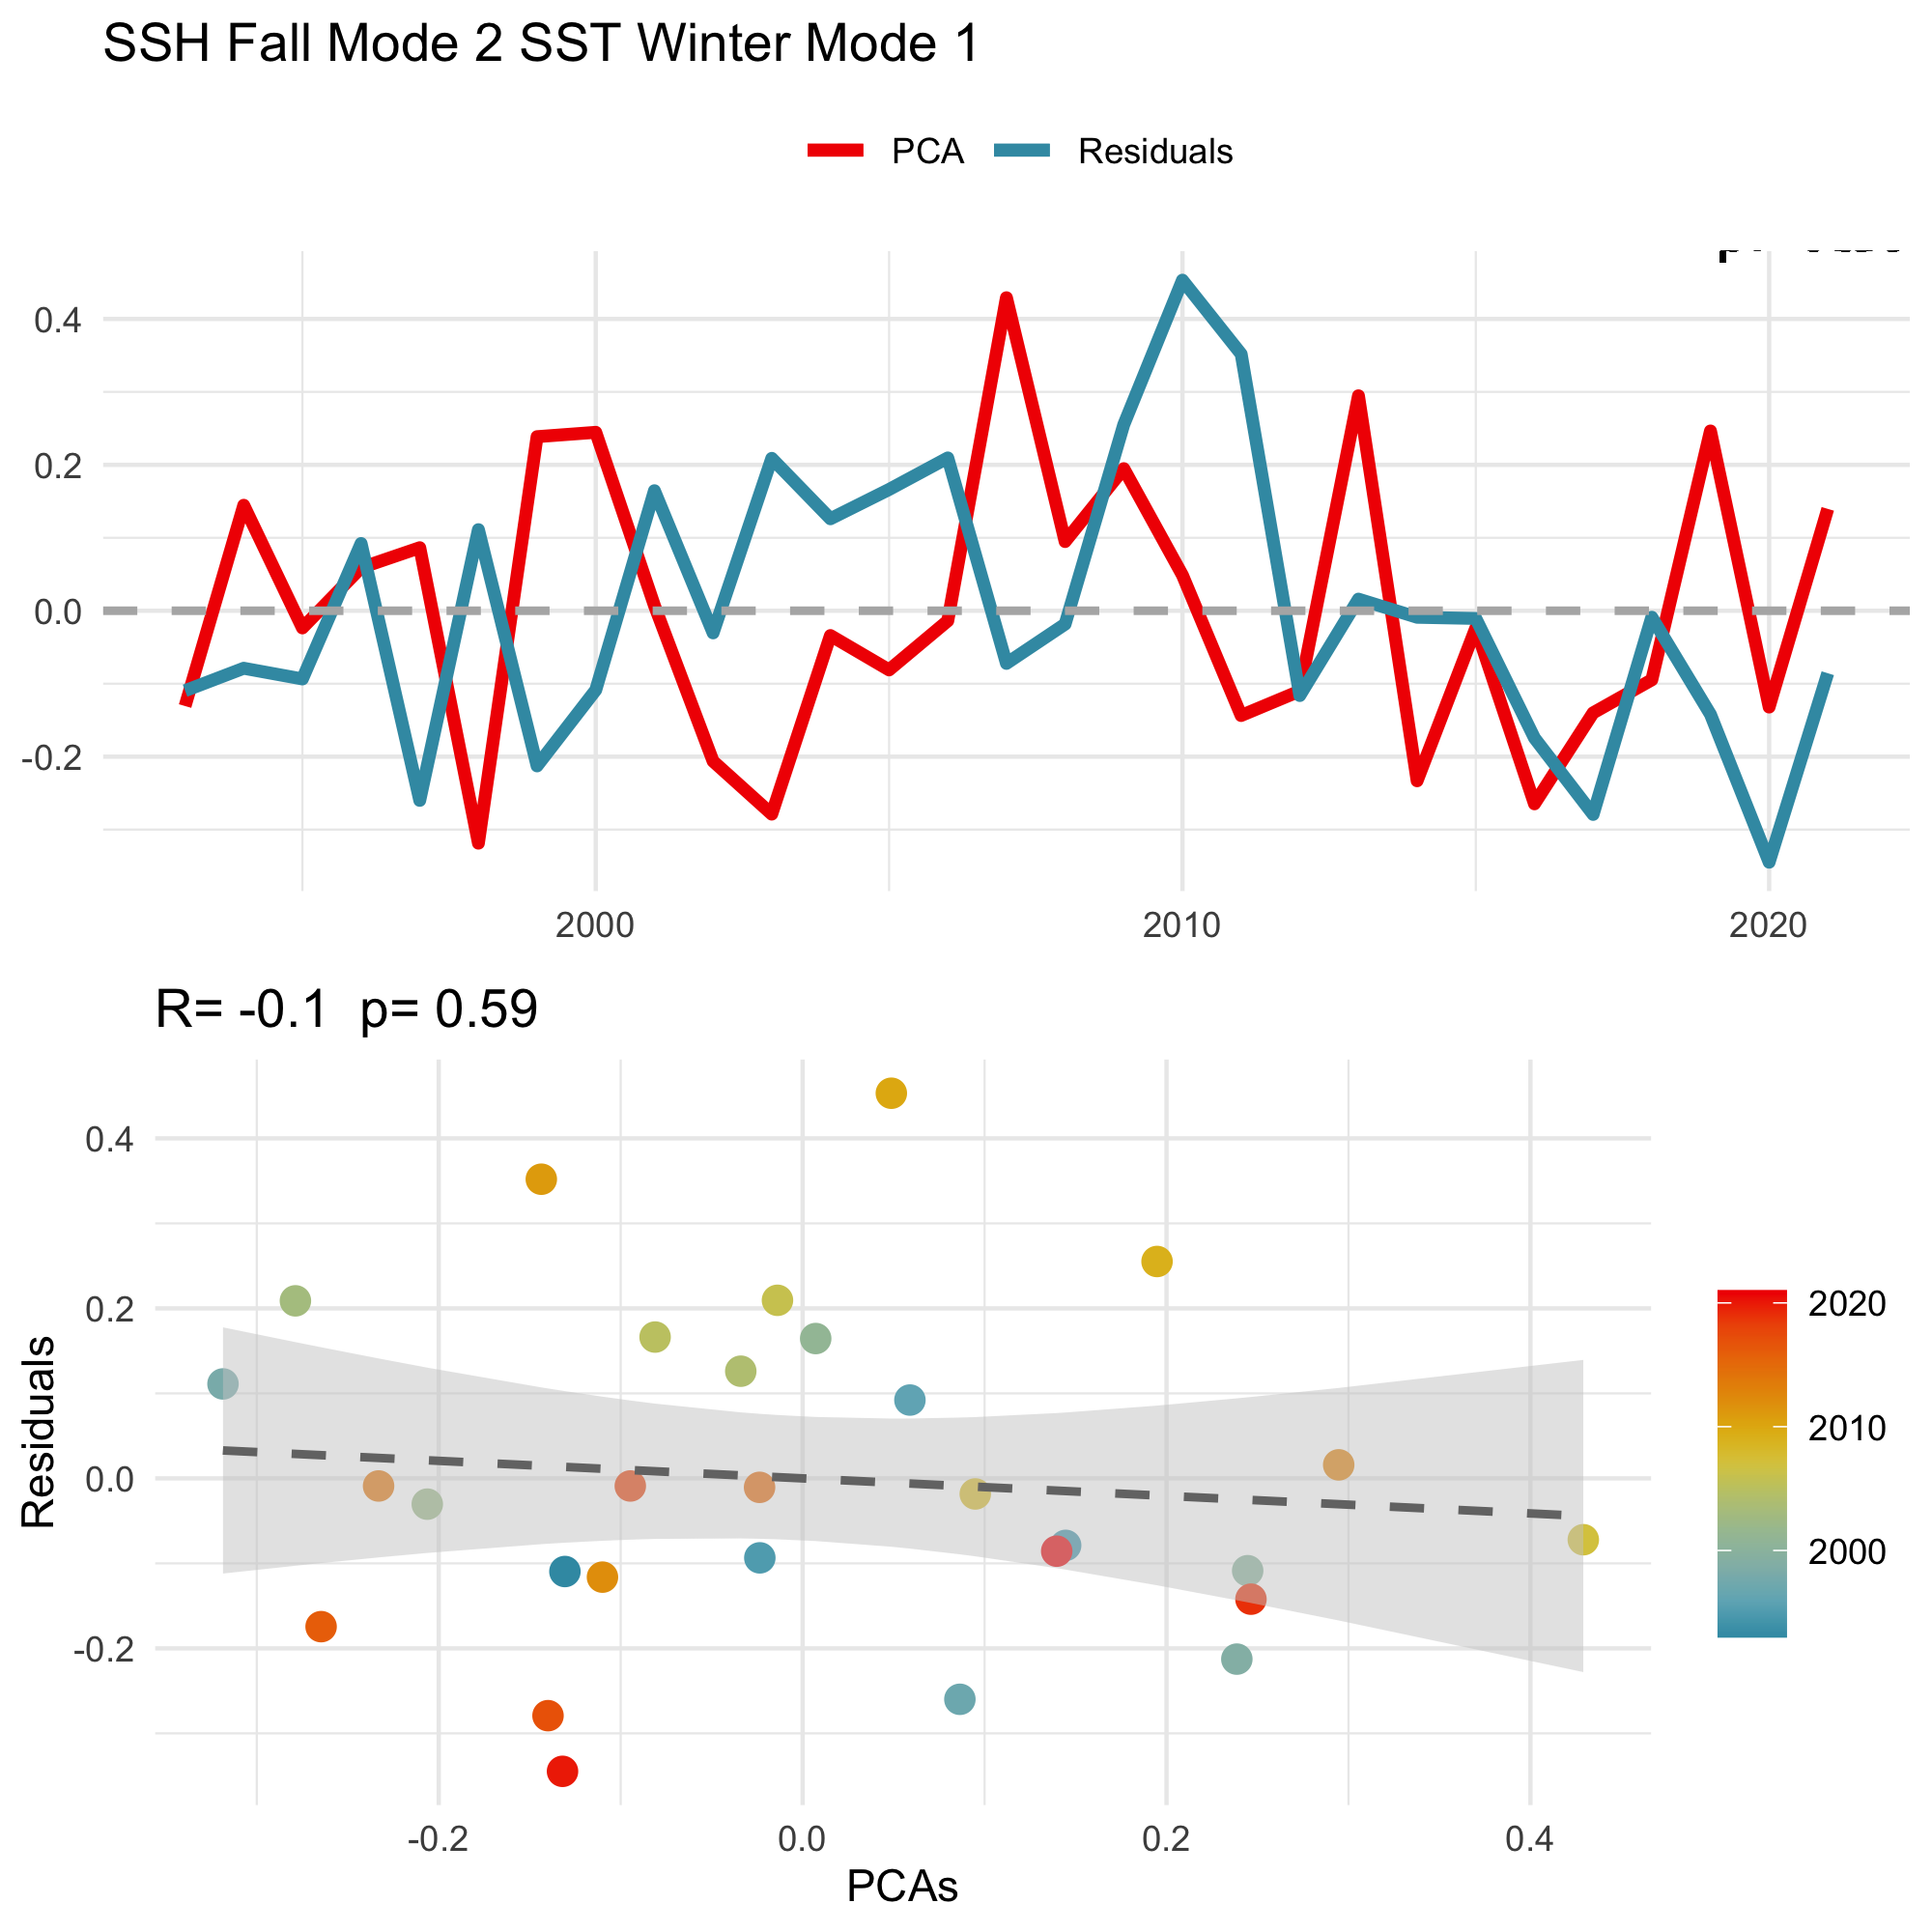 SSH Fall Mode 2 SST Winter Mode 1
PCA Residuals
0.4
0.2
0.0
-0.2
2000 2010 2020
R= -0.1 p= 0.59
Residuals
0.4
0.2
0.0
-0.2
-0.2 0.0 0.2 0.4
PCAs
2020
2010
2000